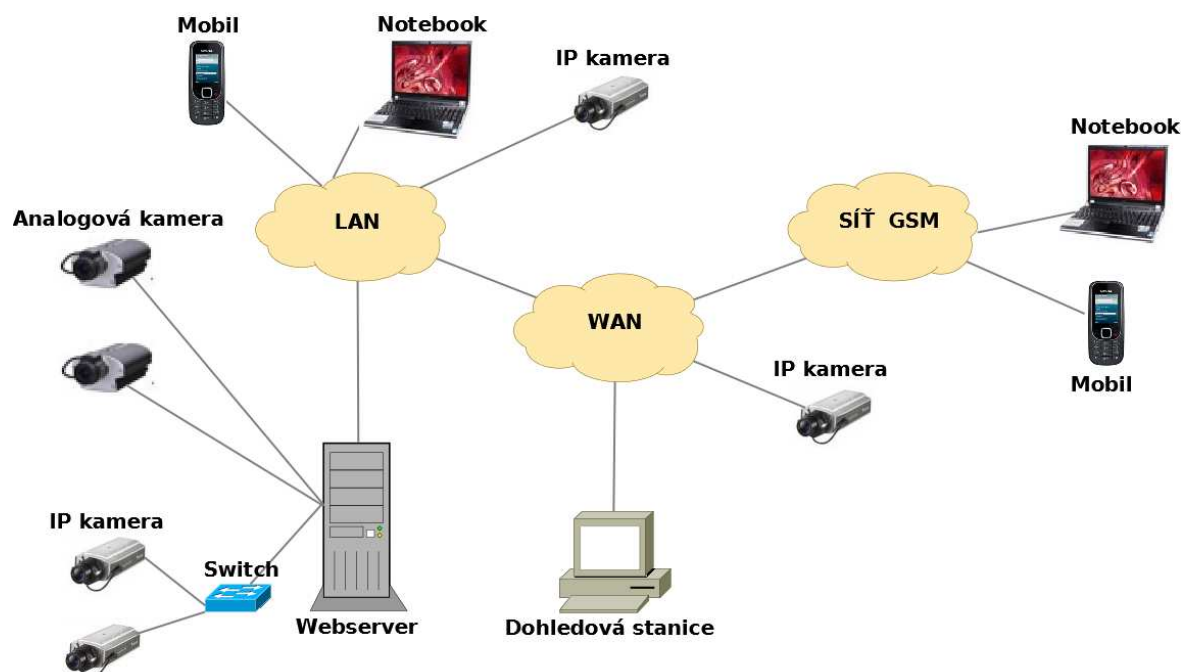 Mobil
Notebook
IP kamera
Notebook
Analogová kamera
LAN
SÍŤ GSM
WAN
IP kamera
Mobil
IP kamera
Switch
Webserver
Dohledová stanice